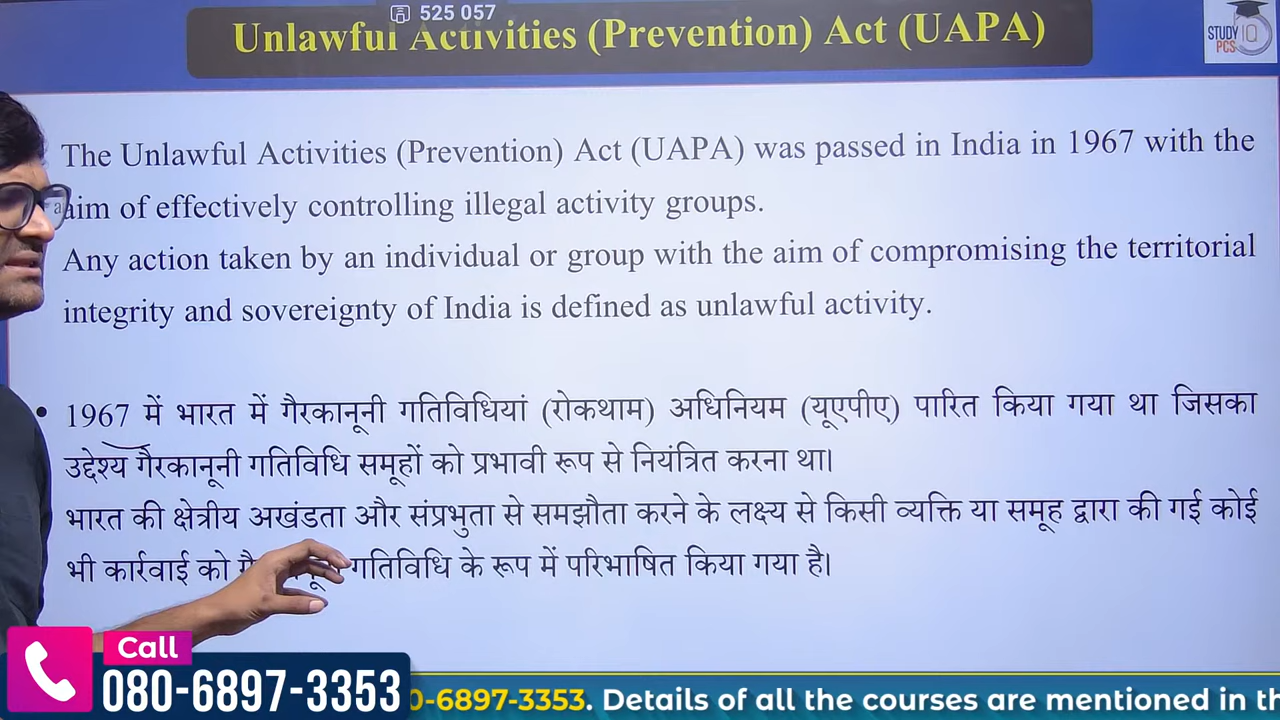 525 057
Unlawful Activities (Prevention) Act (UAPA)
STUDY IQ
PCS
The Unlawful Activities (Prevention) Act (UAPA) was passed in India in 1967 with the
aim of effectively controlling illegal activity groups.
Any action taken by an individual or group with the aim of compromising the territorial
integrity and sovereignty of India is defined as unlawful activity.
• 1967 में भारत में गैरकानूनी गतिविधियां (रोकथाम) अधिनियम (यूएपीए) पारित किया गया था जिसका
उद्देश्य गैरकानूनी गतिविधि समूहों को प्रभावी रूप से नियंत्रित करना था।
भारत की क्षेत्रीय अखंडता और संप्रभुता से समझौता करने के लक्ष्य से किसी व्यक्ति या समूह द्वारा की गई कोई
भी कार्रवाई को गतिविधि के रूप में परिभाषित किया गया है।
Call
080-6897-3353
0-6897-3353. Details of all the courses are mentioned in th